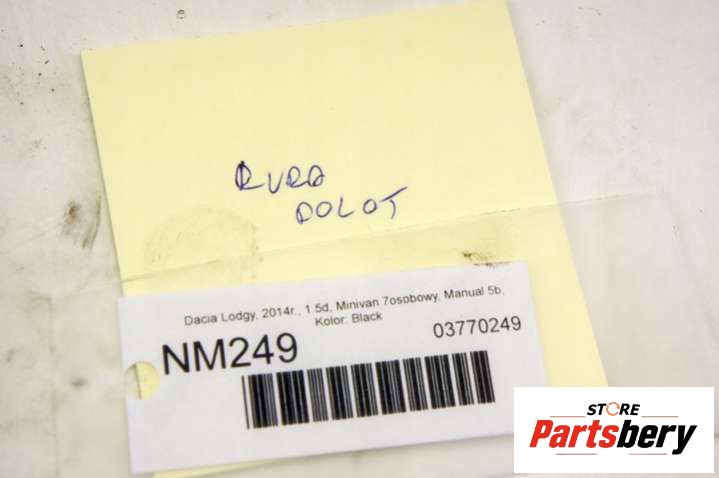 RURA
DOLOT
Dacia Lodgy, 2014r., 1.5d, Minivan 7osobowy, Manual 5b,
Kolor: Black
NM249
03770249
STORE
Partsbery